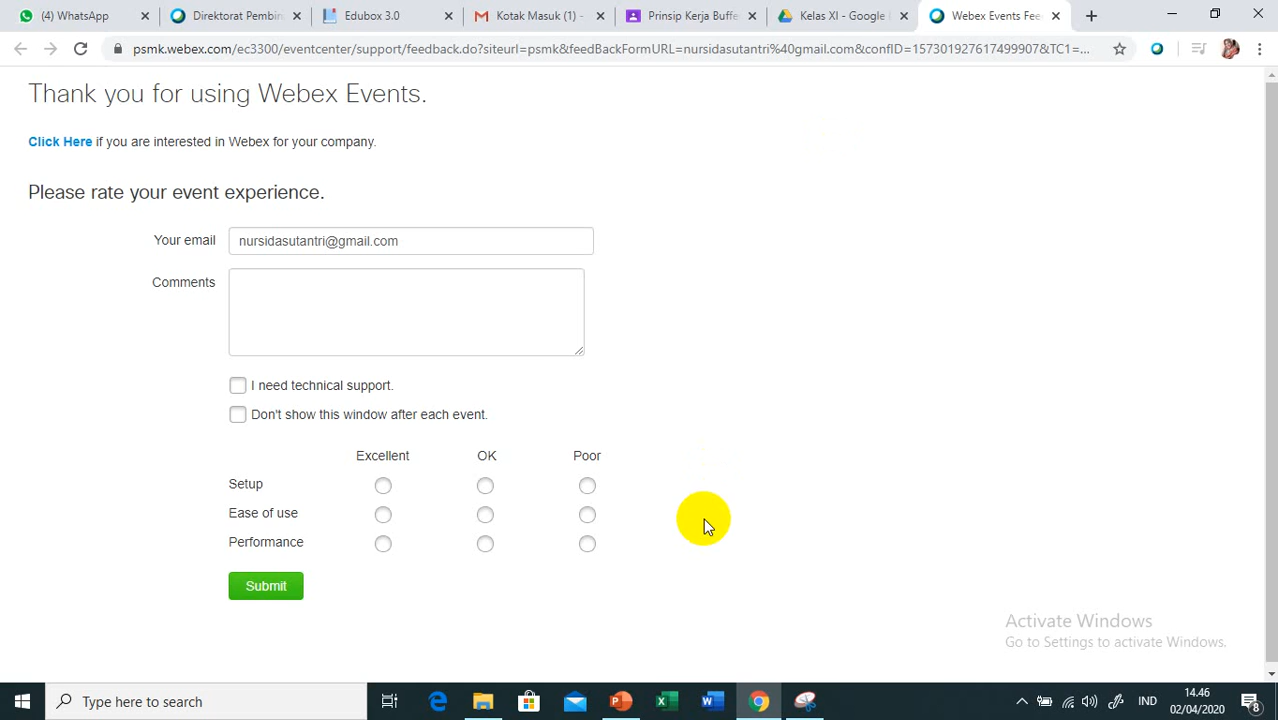 (4) WhatsApp
Direktorat Pembin
Edubox 3.0
Kotak Masuk (1) -
Prinsip Kerja Buffe
Kelas XI - Google
Webex Events Fee
psmk.webex.com/ec3300/eventcenter/support/feedback.do?siteurl=psmk&feedBackFormURL=nursidasutantri%40gmail.com&confID=157301927617499907&TC1=...
Thank you for using Webex Events.
Click Here if you are interested in Webex for your company.
Please rate your event experience.
Your email
nursidasutantri@gmail.com
Comments
I need technical support.
Don't show this window after each event.
Excellent OK Poor
Setup
Ease of use
Performance
Submit
Activate Windows
Go to Settings to activate Windows.
Type here to search
IND
14.46
02/04/2020
8